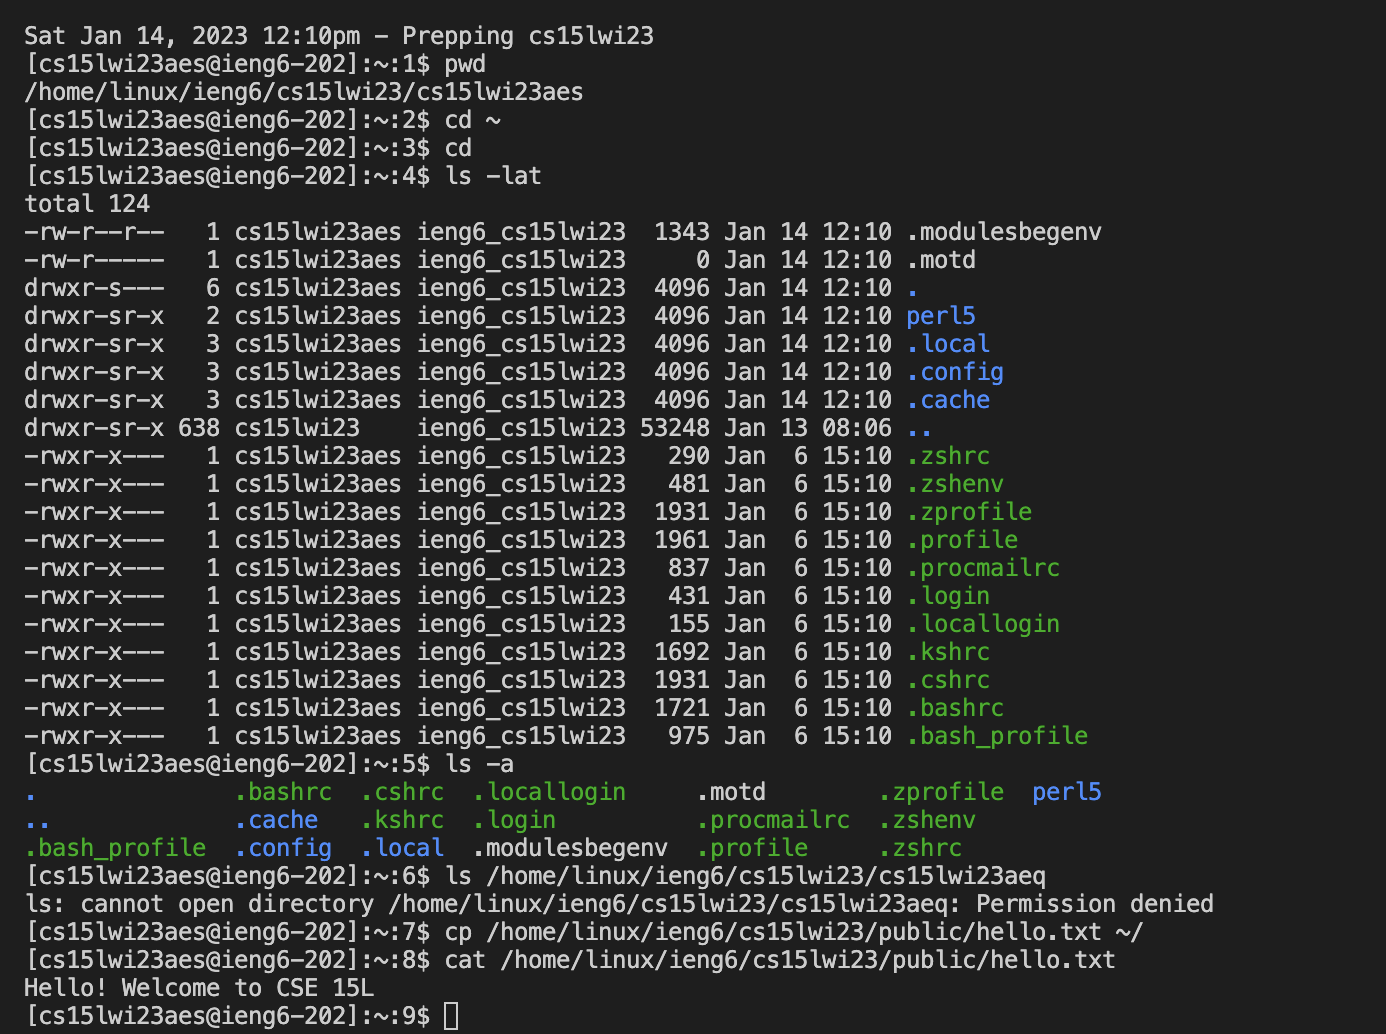 Sat Jan 14, 2023 12:10pm - Prepping cs15lwi23
[cs15lwi23aes@ieng6-202]:~:1$ pwd
/home/linux/ieng6/cs15lwi23/cs15lwi23aes
[cs15lwi23aes@ieng6-202]:~:2$ cd ~
[cs15lwi23aes@ieng6-202]:~:3$ cd
[cs15lwi23aes@ieng6-202]:~:4$ ls -lat
total 124
-rw-r--r--   1 cs15lwi23aes ieng6_cs15lwi23  1343 Jan 14 12:10 .modulesbegenv
-rw-r-----   1 cs15lwi23aes ieng6_cs15lwi23     0 Jan 14 12:10 .motd
drwxr-s---   6 cs15lwi23aes ieng6_cs15lwi23  4096 Jan 14 12:10 .
drwxr-sr-x   2 cs15lwi23aes ieng6_cs15lwi23  4096 Jan 14 12:10 perl5
drwxr-sr-x   3 cs15lwi23aes ieng6_cs15lwi23  4096 Jan 14 12:10 .local
drwxr-sr-x   3 cs15lwi23aes ieng6_cs15lwi23  4096 Jan 14 12:10 .config
drwxr-sr-x   3 cs15lwi23aes ieng6_cs15lwi23  4096 Jan 14 12:10 .cache
drwxr-sr-x 638 cs15lwi23    ieng6_cs15lwi23 53248 Jan 13 08:06 ..
-rwxr-x---   1 cs15lwi23aes ieng6_cs15lwi23   290 Jan  6 15:10 .zshrc
-rwxr-x---   1 cs15lwi23aes ieng6_cs15lwi23   481 Jan  6 15:10 .zshenv
-rwxr-x---   1 cs15lwi23aes ieng6_cs15lwi23  1931 Jan  6 15:10 .zprofile
-rwxr-x---   1 cs15lwi23aes ieng6_cs15lwi23  1961 Jan  6 15:10 .profile
-rwxr-x---   1 cs15lwi23aes ieng6_cs15lwi23   837 Jan  6 15:10 .procmailrc
-rwxr-x---   1 cs15lwi23aes ieng6_cs15lwi23   431 Jan  6 15:10 .login
-rwxr-x---   1 cs15lwi23aes ieng6_cs15lwi23   155 Jan  6 15:10 .locallogin
-rwxr-x---   1 cs15lwi23aes ieng6_cs15lwi23  1692 Jan  6 15:10 .kshrc
-rwxr-x---   1 cs15lwi23aes ieng6_cs15lwi23  1931 Jan  6 15:10 .cshrc
-rwxr-x---   1 cs15lwi23aes ieng6_cs15lwi23  1721 Jan  6 15:10 .bashrc
-rwxr-x---   1 cs15lwi23aes ieng6_cs15lwi23   975 Jan  6 15:10 .bash_profile
[cs15lwi23aes@ieng6-202]:~:5$ ls -a
.              .bashrc  .cshrc  .locallogin     .motd        .zprofile  perl5
..             .cache   .kshrc  .login          .procmailrc  .zshenv
.bash_profile  .config  .local  .modulesbegenv  .profile     .zshrc
[cs15lwi23aes@ieng6-202]:~:6$ ls /home/linux/ieng6/cs15lwi23/cs15lwi23aeq
ls: cannot open directory /home/linux/ieng6/cs15lwi23/cs15lwi23aeq: Permission denied
[cs15lwi23aes@ieng6-202]:~:7$ cp /home/linux/ieng6/cs15lwi23/public/hello.txt ~/
[cs15lwi23aes@ieng6-202]:~:8$ cat /home/linux/ieng6/cs15lwi23/public/hello.txt
Hello! Welcome to CSE 15L
[cs15lwi23aes@ieng6-202]:~:9$